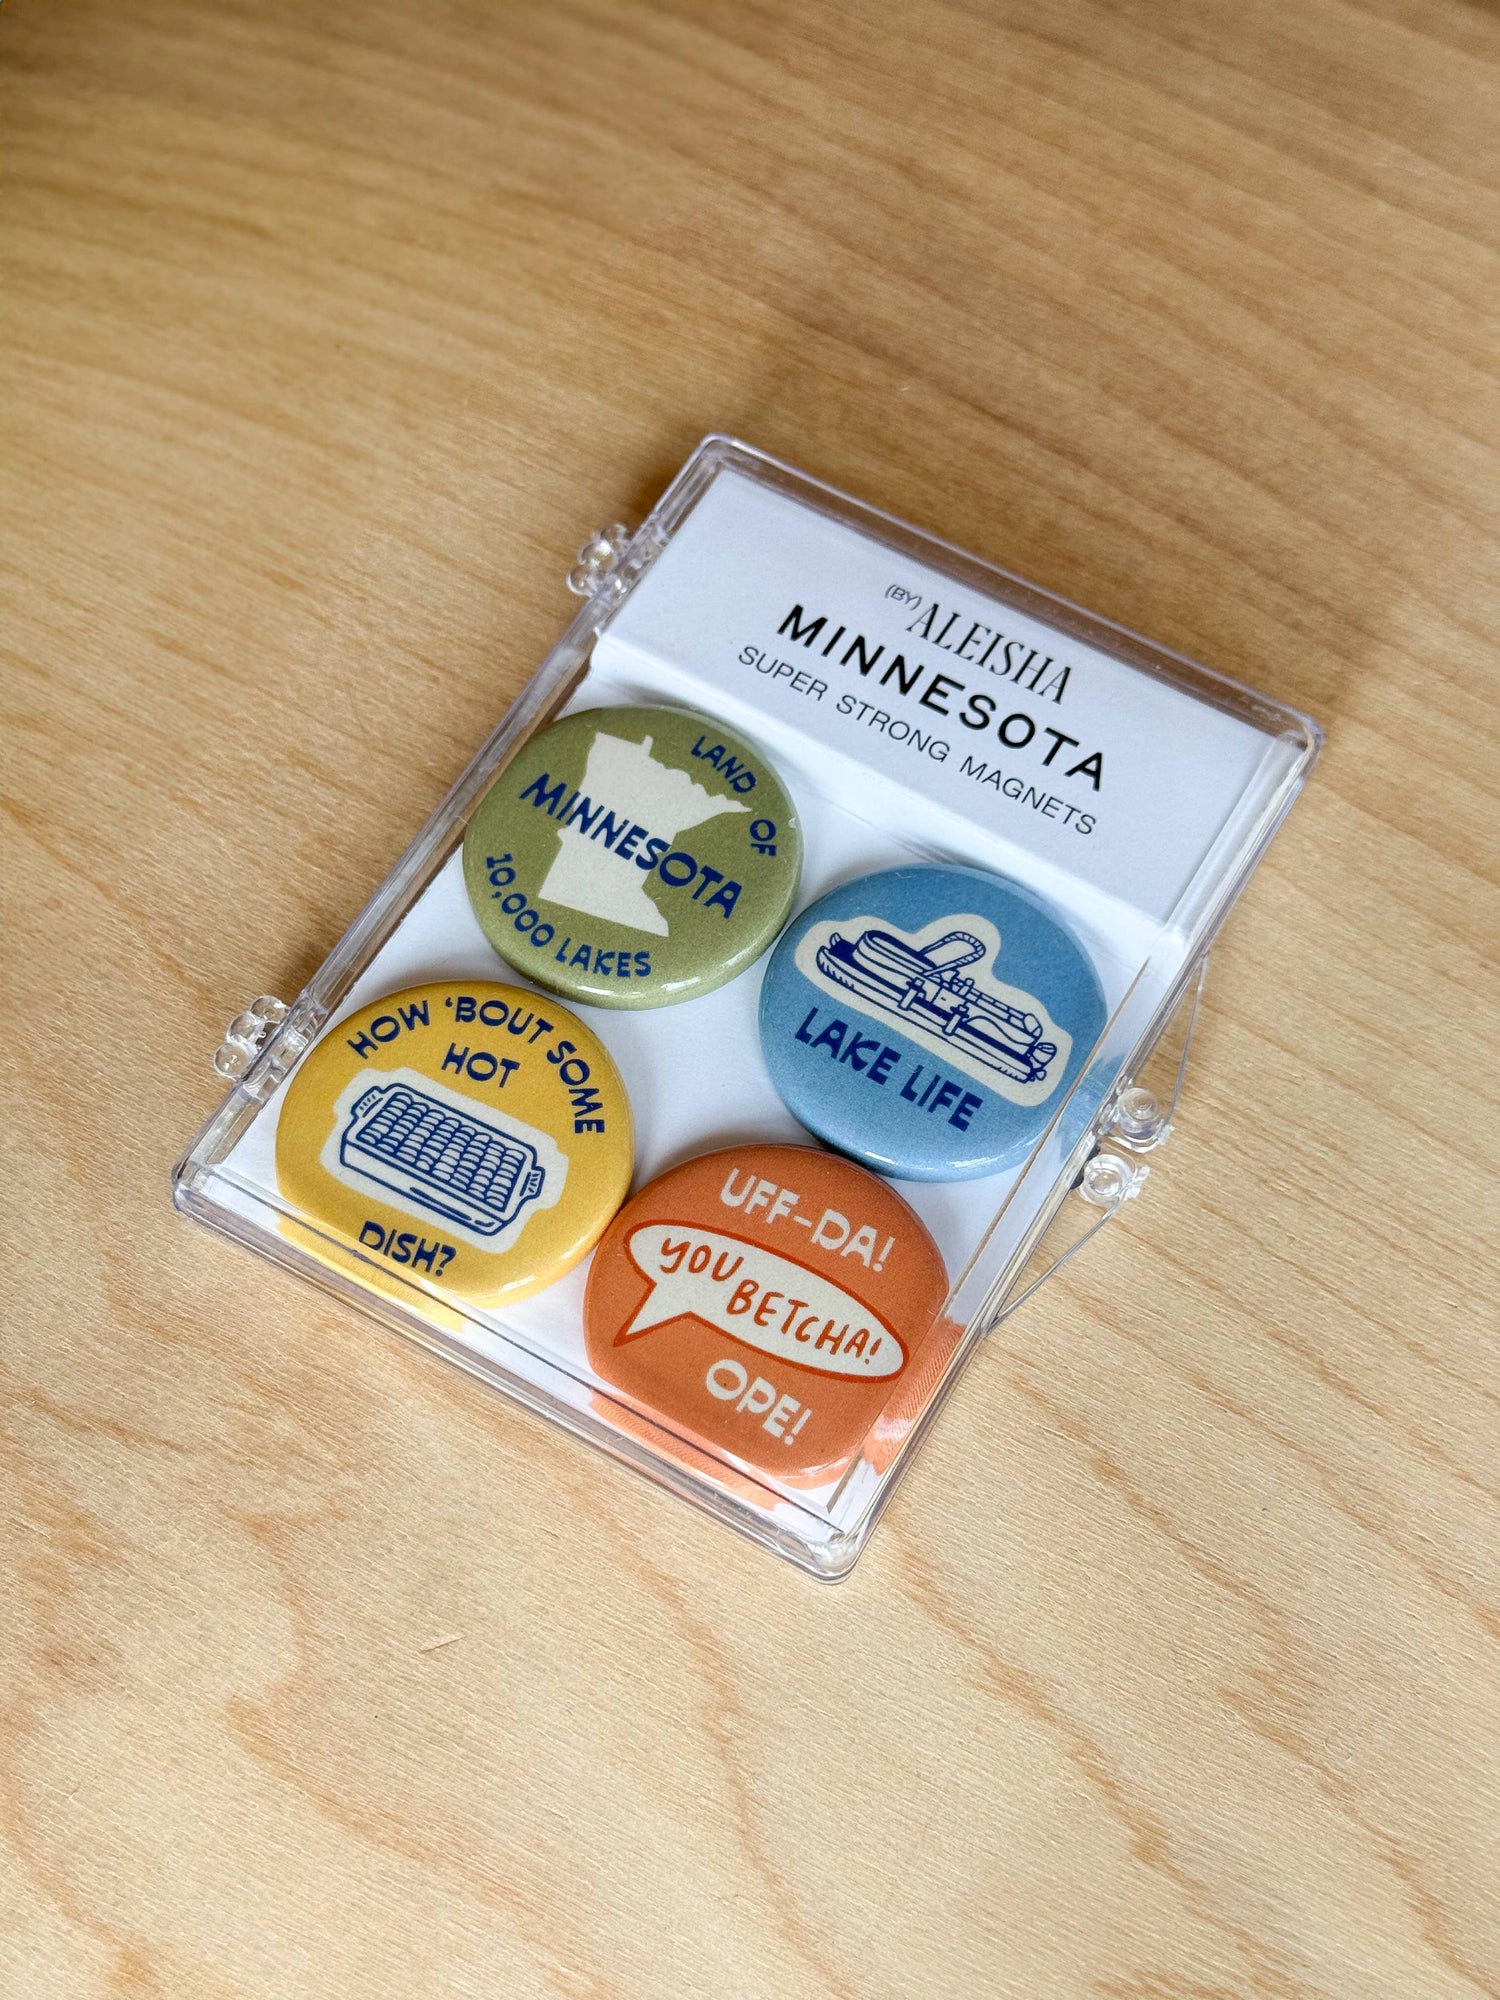 (BY) ALEISHA
MINNESOTA
SUPER STRONG MAGNETS
LAND OF
MINNESOTA
10,000 LAKES
LAKE LIFE
HOW 'BOUT SOME
HOT
DISH?
UFF-DA!
YOU BETCHA!
OPE!